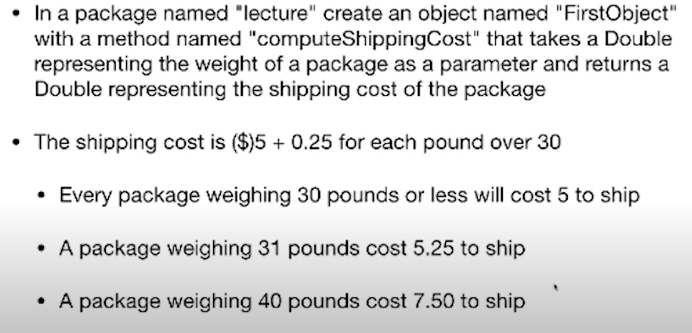 • In a package named "lecture" create an object named "FirstObject"
with a method named "computeShippingCost" that takes a Double
representing the weight of a package as a parameter and returns a
Double representing the shipping cost of the package
• The shipping cost is ($)5 + 0.25 for each pound over 30
• Every package weighing 30 pounds or less will cost 5 to ship
• A package weighing 31 pounds cost 5.25 to ship
• A package weighing 40 pounds cost 7.50 to ship